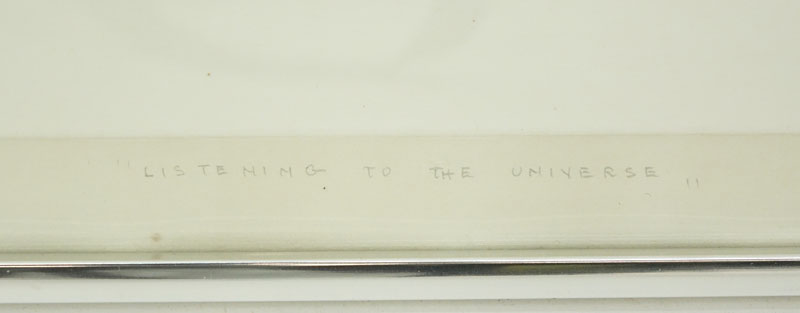 "LISTENING TO THE UNIVERSE"